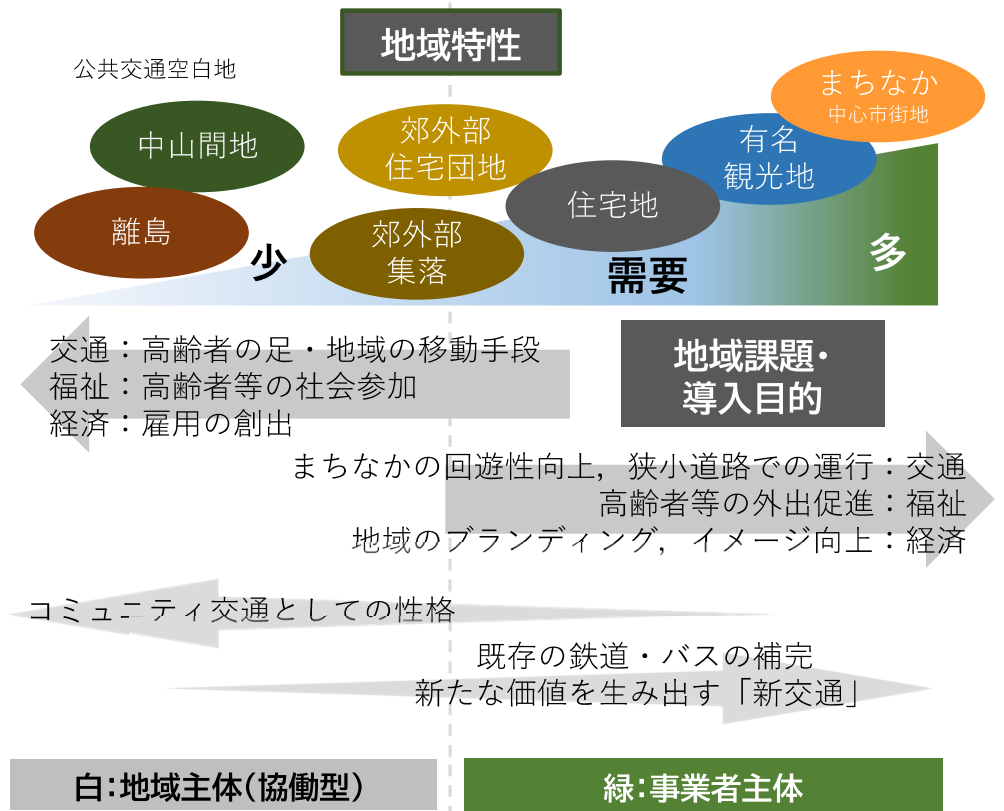 地域特性
公共交通空白地
まちなか
中心市街地
中山間地
郊外部
住宅団地
有名
観光地
離島
郊外部
集落
住宅地
少
需要
多
交通：高齢者の足・地域の移動手段
福祉：高齢者等の社会参加
経済：雇用の創出
地域課題・
導入目的
まちなかの回遊性向上，狭小道路での運行：交通
高齢者等の外出促進：福祉
地域のブランディング，イメージ向上：経済
コミュニティ交通としての性格
既存の鉄道・バスの補完
新たな価値を生み出す「新交通」
白：地域主体（協働型）
緑：事業者主体